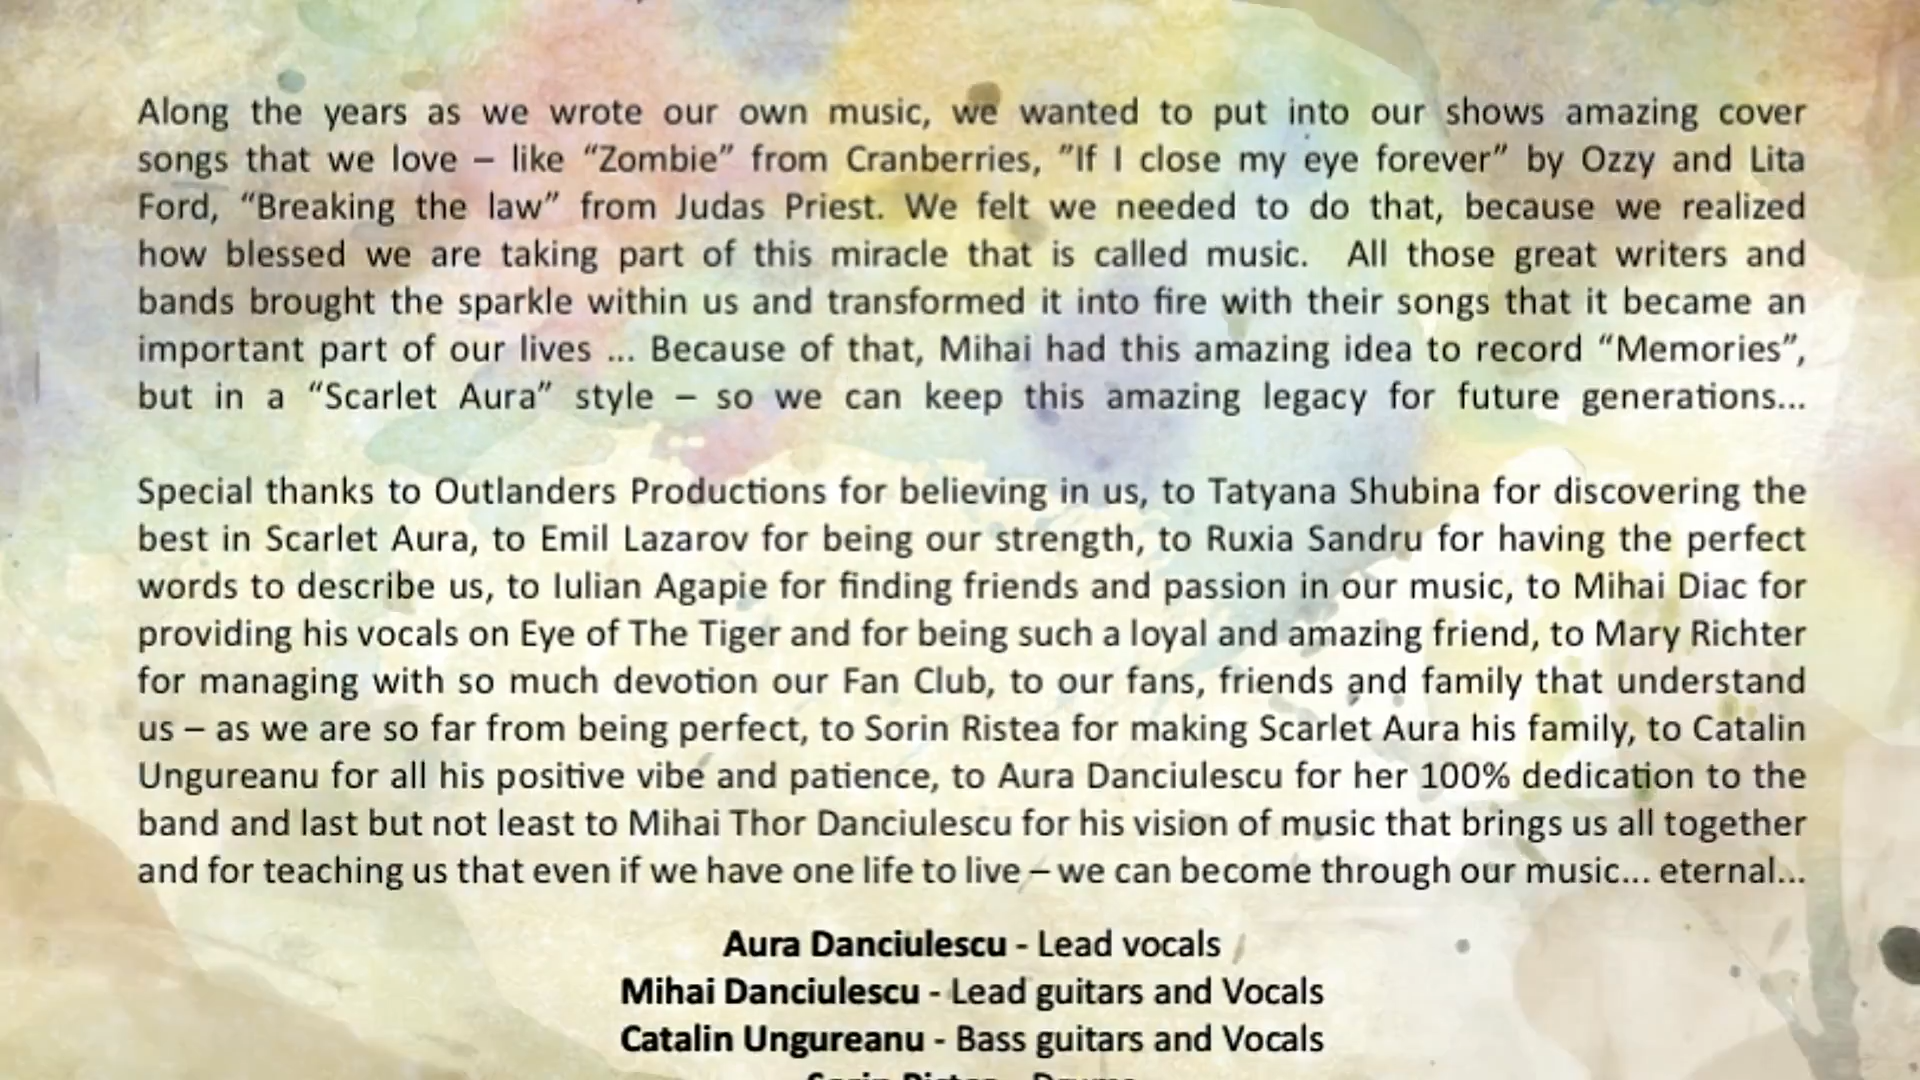 Along the years as we wrote our own music, we wanted to put into our shows amazing cover
songs that we love – like “Zombie” from Cranberries, ”If I close my eye forever” by Ozzy and Lita
Ford, “Breaking the law” from Judas Priest. We felt we needed to do that, because we realized
how blessed we are taking part of this miracle that is called music. All those great writers and
bands brought the sparkle within us and transformed it into fire with their songs that it became an
important part of our lives ... Because of that, Mihai had this amazing idea to record “Memories”,
but in a “Scarlet Aura” style – so we can keep this amazing legacy for future generations...
Special thanks to Outlanders Productions for believing in us, to Tatyana Shubina for discovering the
best in Scarlet Aura, to Emil Lazarov for being our strength, to Ruxia Sandru for having the perfect
words to describe us, to Iulian Agapie for finding friends and passion in our music, to Mihai Diac for
providing his vocals on Eye of The Tiger and for being such a loyal and amazing friend, to Mary Richter
for managing with so much devotion our Fan Club, to our fans, friends and family that understand
us – as we are so far from being perfect, to Sorin Ristea for making Scarlet Aura his family, to Catalin
Ungureanu for all his positive vibe and patience, to Aura Danciulescu for her 100% dedication to the
band and last but not least to Mihai Thor Danciulescu for his vision of music that brings us all together
and for teaching us that even if we have one life to live – we can become through our music... eternal...
Aura Danciulescu - Lead vocals
Mihai Danciulescu - Lead guitars and Vocals
Catalin Ungureanu - Bass guitars and Vocals